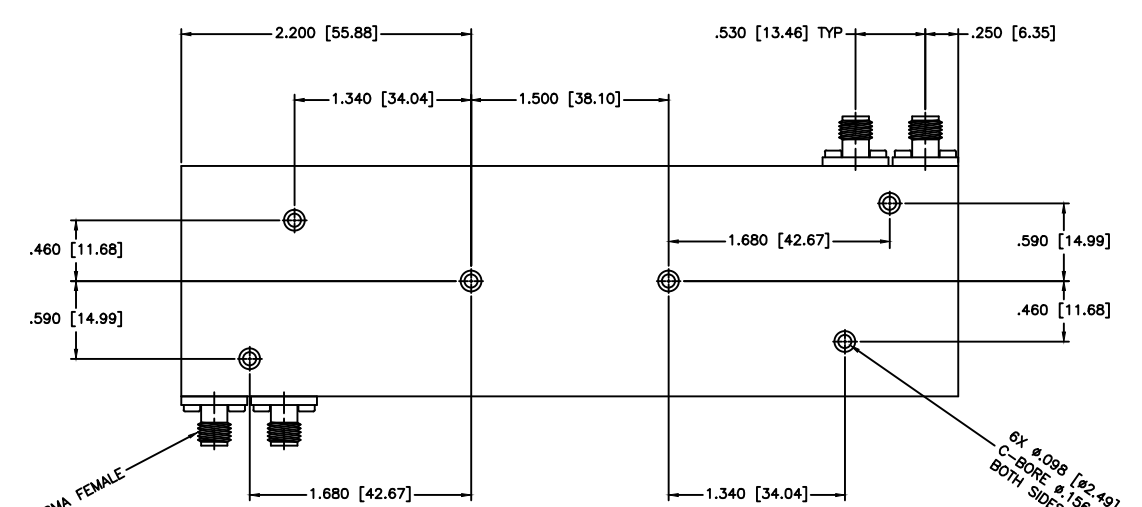 2.200 [55.88]
.530 [13.46] TYP
.250 [6.35]
1.340 [34.04]
1.500 [38.10]
.460 [11.68]
1.680 [42.67]
.590 [14.99]
.590 [14.99]
.460 [11.68]
6X ø.098 [ø2.49]
C-BORE ø.156
BOTH SIDES
FEMALE
1.680 [42.67]
1.340 [34.04]